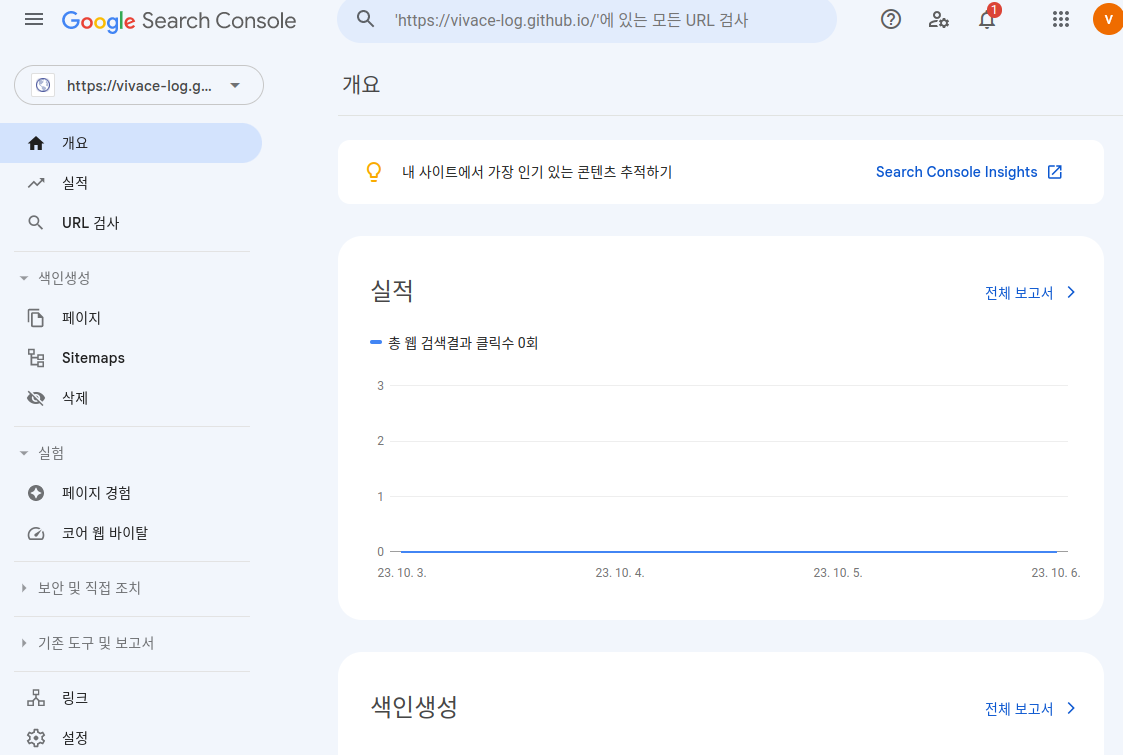 Google Search Console
'https://vivace-log.github.io/'에 있는 모든 URL 검사
1
V
https://vivace-log.g...
개요
실적
URL 검사
색인생성
페이지
Sitemaps
삭제
실험
페이지 경험
코어 웹 바이탈
보안 및 직접 조치
기존 도구 및 보고서
링크
설정
개요
내 사이트에서 가장 인기 있는 콘텐츠 추적하기
Search Console Insights
실적
전체 보고서
총 웹 검색결과 클릭수 0회
3
2
1
0
23. 10. 3.
23. 10. 4.
23. 10. 5.
23. 10. 6.
색인생성
전체 보고서